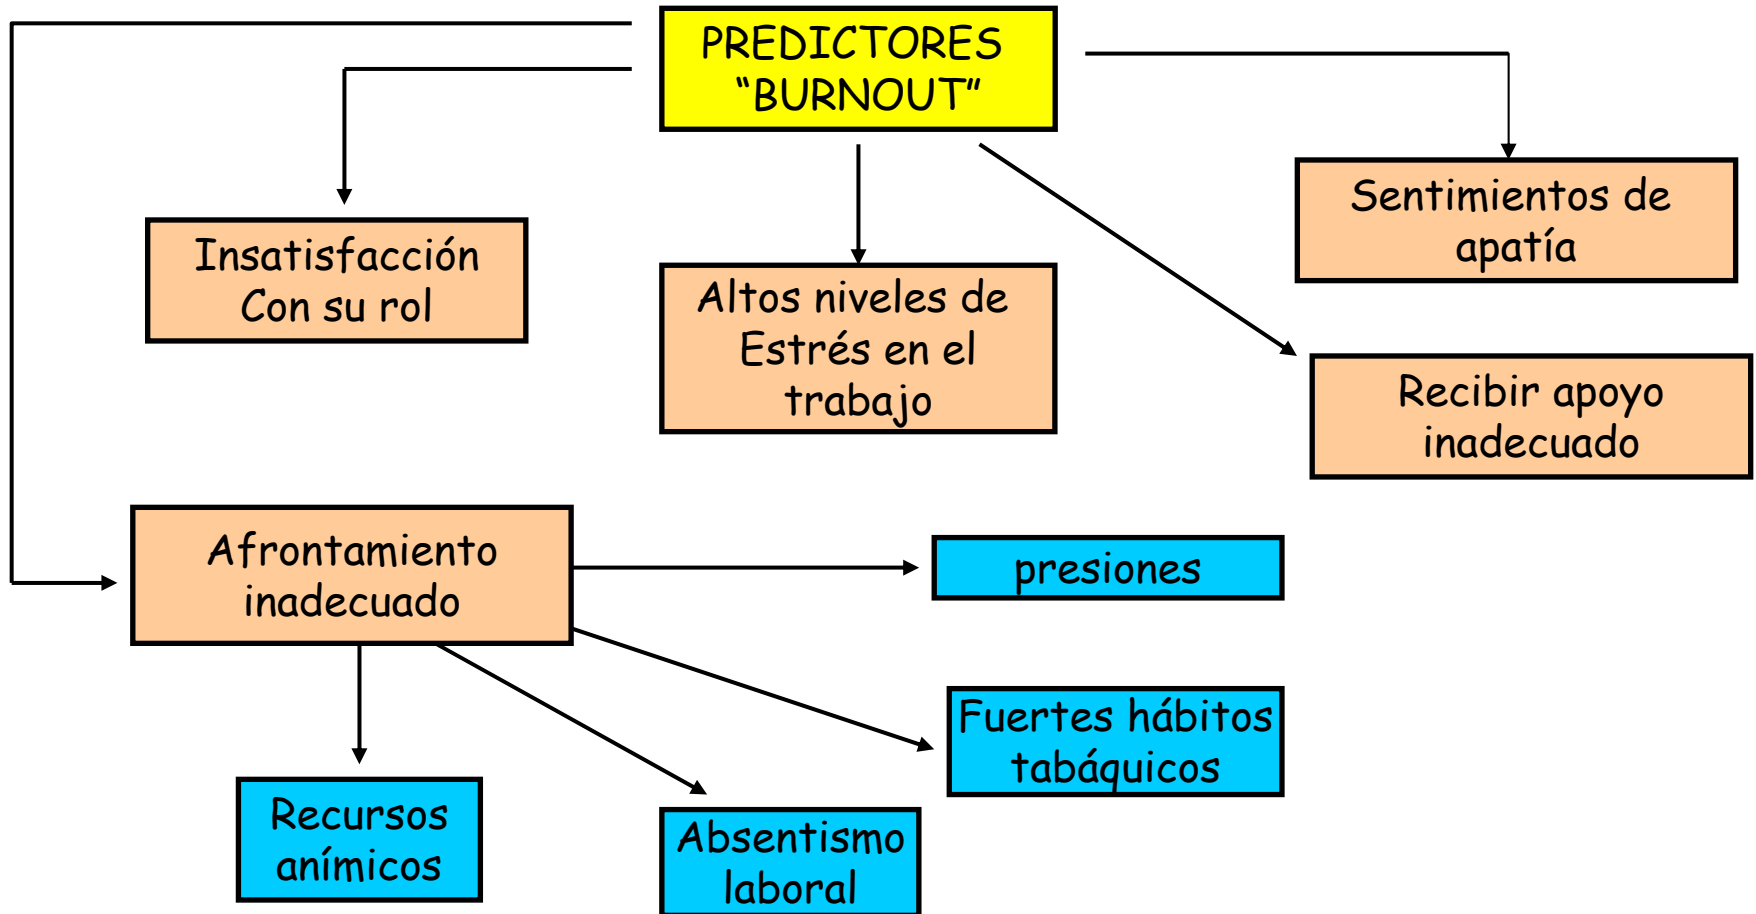 PREDICTORES
“BURNOUT”
Sentimientos de
apatía
Insatisfacción
Con su rol
Altos niveles de
Estrés en el
trabajo
Recibir apoyo
inadecuado
Afrontamiento
inadecuado
presiones
Fuertes hábitos
tabáquicos
Recursos
anímicos
Absentismo
laboral